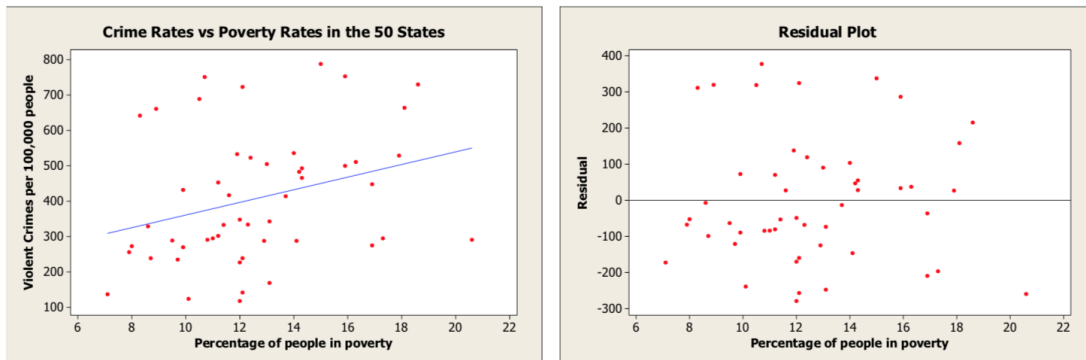 Crime Rates vs Poverty Rates in the 50 States
Violent Crimes per 100,000 people
800
700
600
500
400
300
200
100
6 8 10 12 14 16 18 20 22
Percentage of people in poverty
Residual Plot
Residual
400
300
200
100
0
-100
-200
-300
6 8 10 12 14 16 18 20 22
Percentage of people in poverty